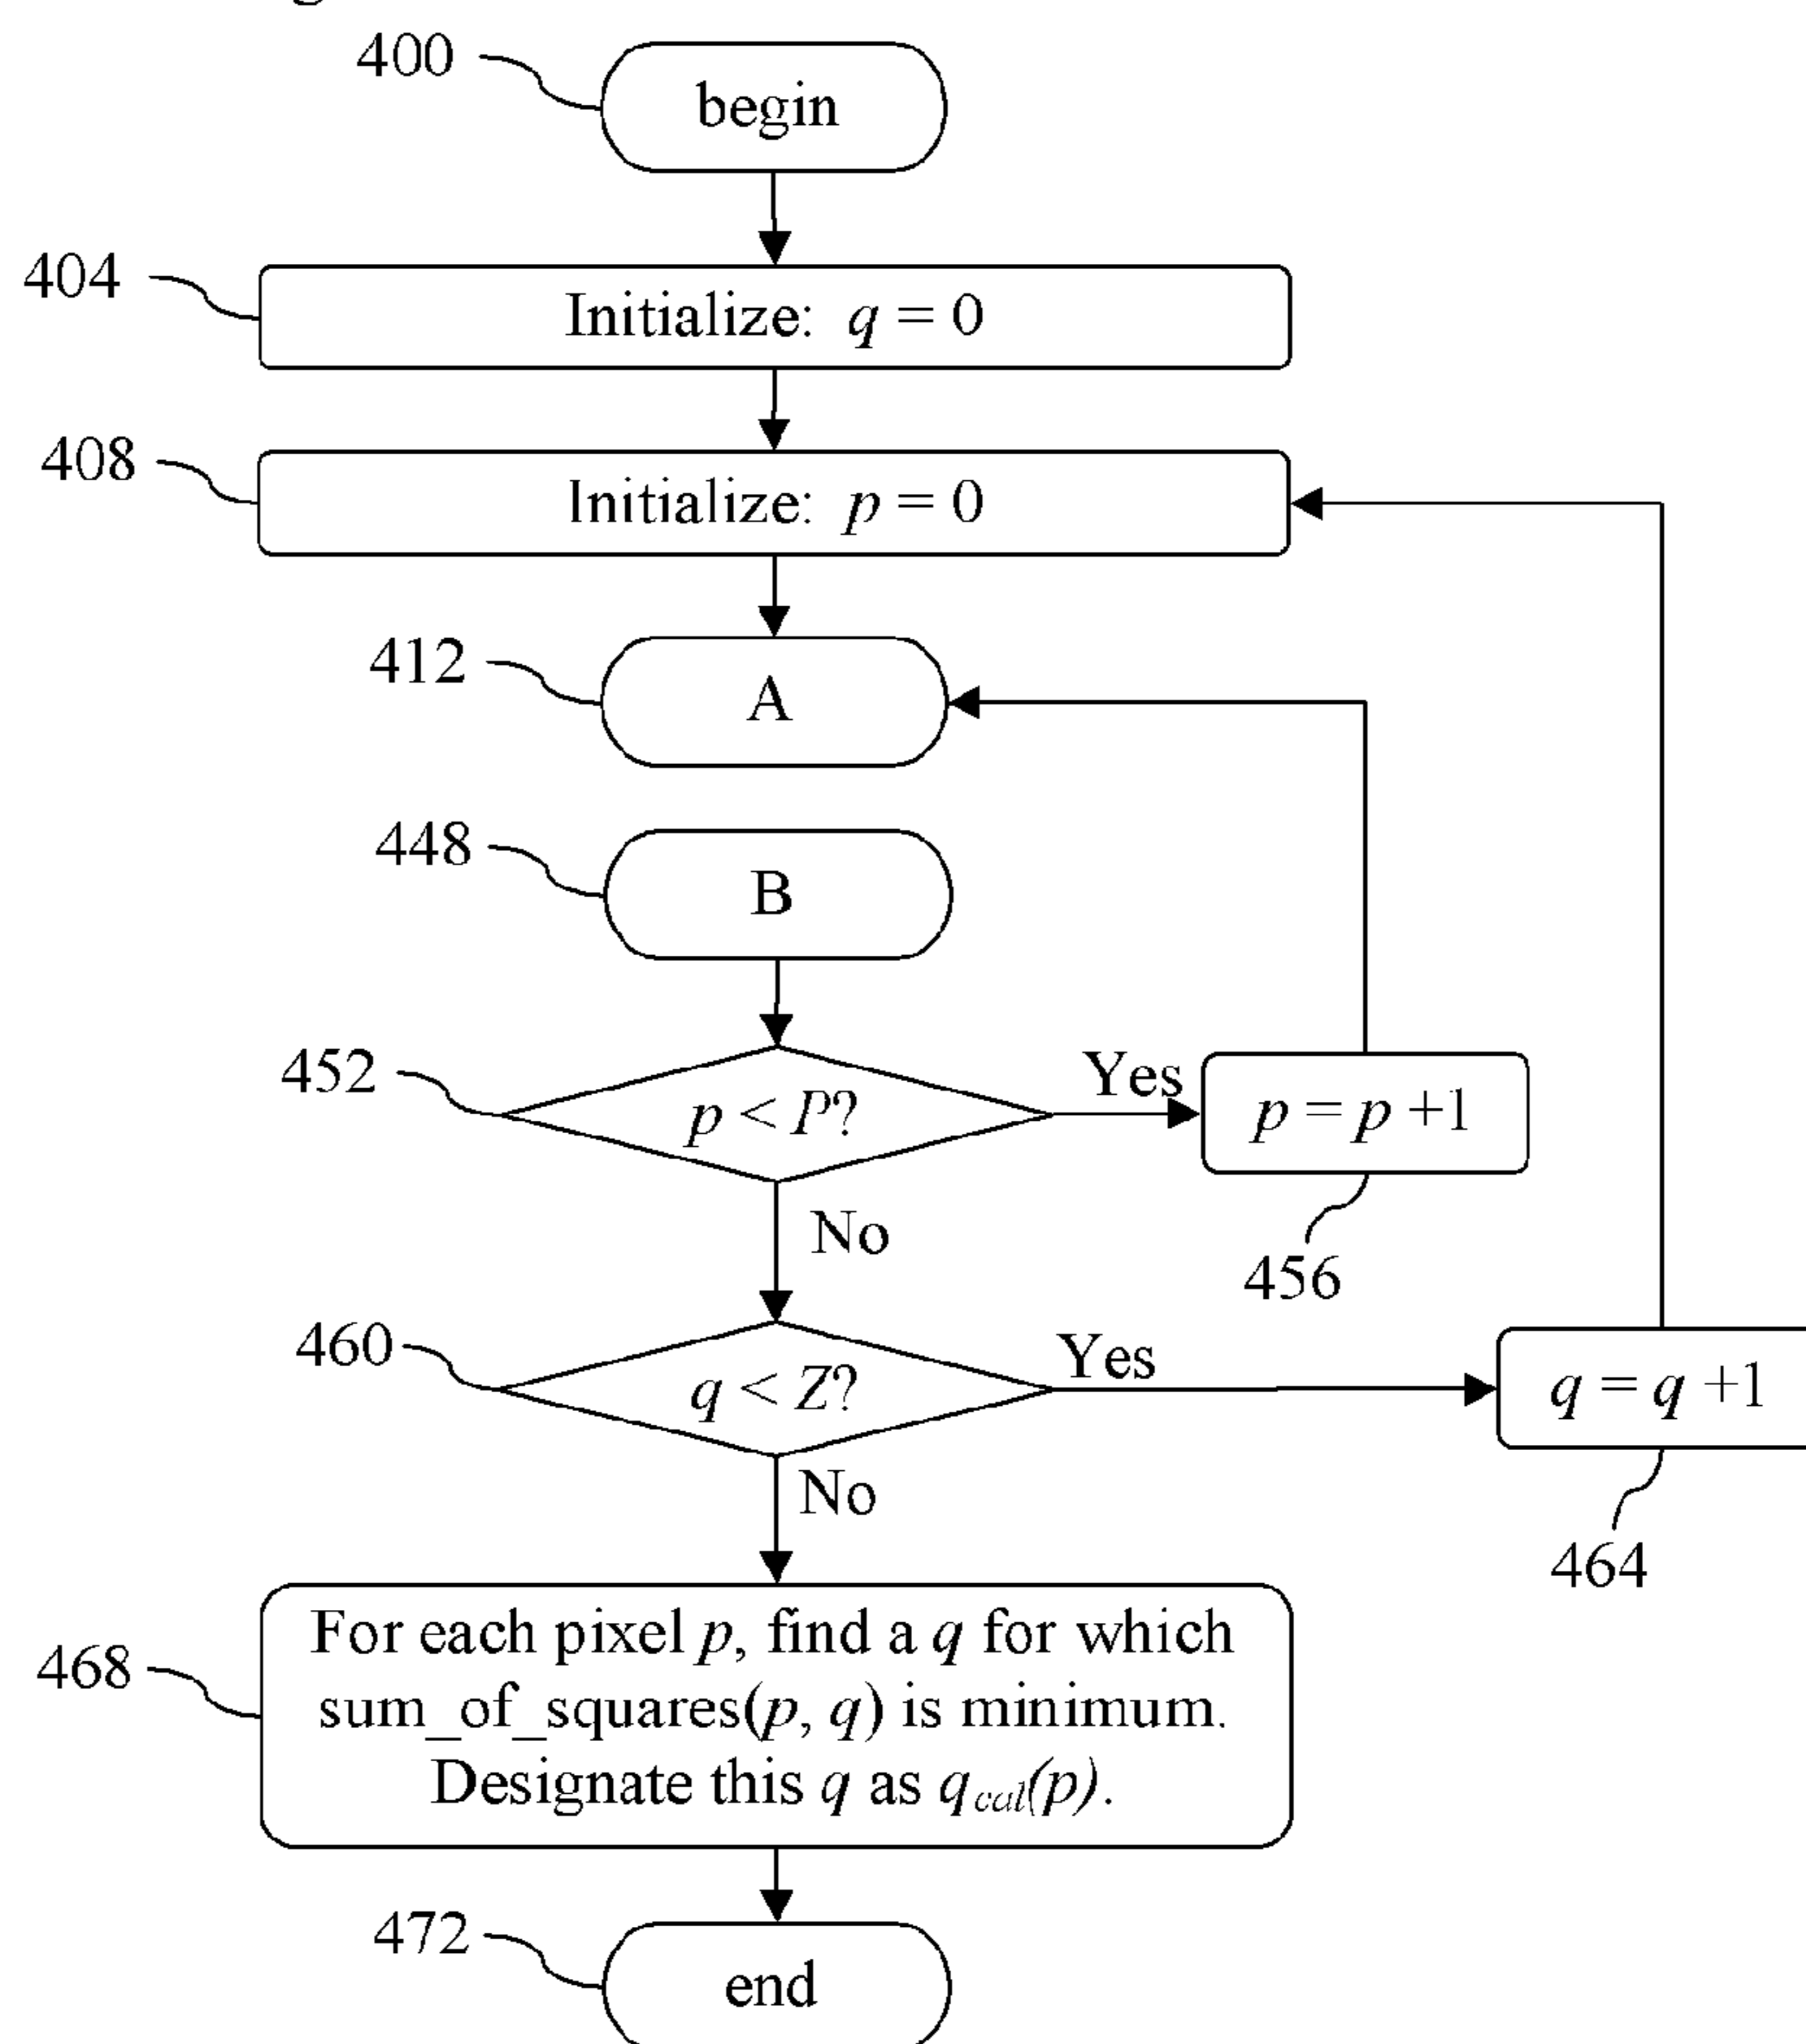 400
begin
404
Initialize: q = 0
408
Initialize: p = 0
412
A
448
B
452
p < P?
Yes
p = p +1
456
No
460
q < Z?
Yes
q = q +1
464
No
468
For each pixel p, find a q for which
sum_of_squares(p, q) is minimum.
Designate this q as qcal(p).
472
end